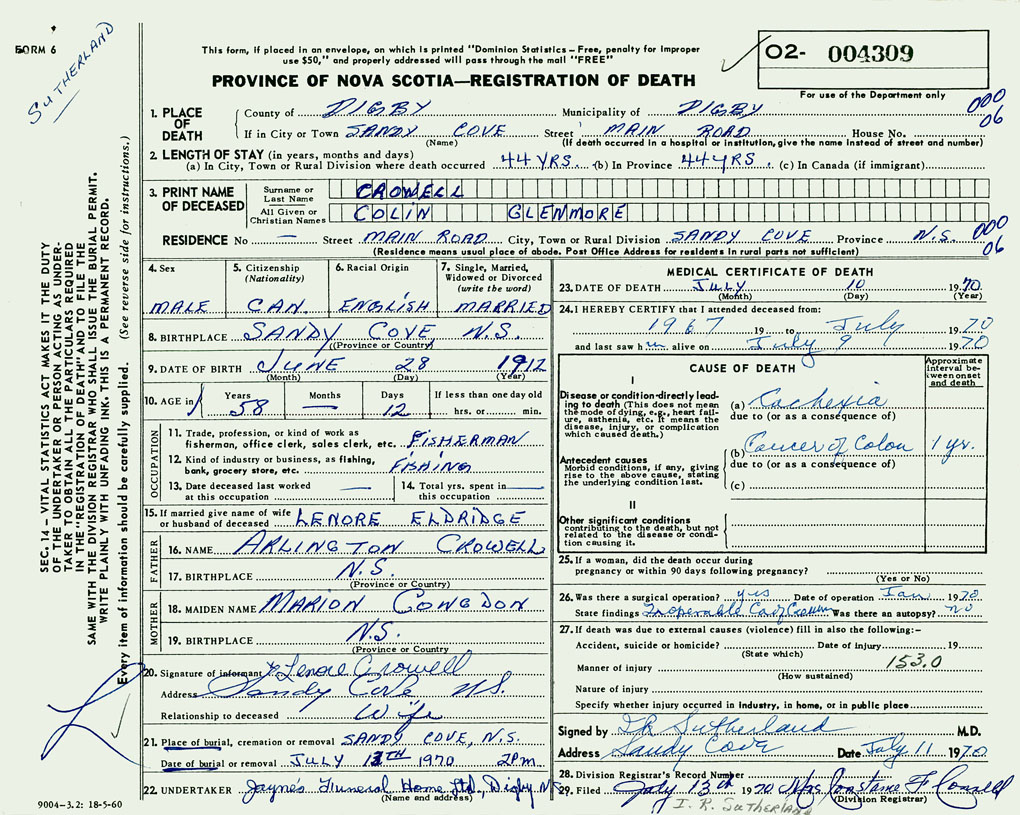 FORM 6
SUTHERLAND
This form, if placed in an envelope, on which is printed "Dominion Statistics – Free, penalty for improper
use $50," and properly addressed will pass through the mail "FREE"
PROVINCE OF NOVA SCOTIA—REGISTRATION OF DEATH
02- 004309
For use of the Department only
000
06
1. PLACE OF DEATH
County of DIGBY Municipality of DIGBY
If in City or Town SANDY COVE Street MAIN ROAD House No.
(Name) (If death occurred in a hospital or institution, give the name instead of street and number)
2. LENGTH OF STAY (in years, months and days)
(a) In City, Town or Rural Division where death occurred 44 YRS. (b) In Province 44 YRS. (c) In Canada (if immigrant)
3. PRINT NAME OF DECEASED
Surname or Last Name CROWELL
All Given or Christian Names COLIN GLENMORE
RESIDENCE No — Street MAIN ROAD City, Town or Rural Division SANDY COVE Province N.S.
000
06
(Residence means usual place of abode. Post Office Address for residents in rural parts not sufficient)
4. Sex MALE
5. Citizenship (Nationality) CAN.
6. Racial Origin ENGLISH
7. Single, Married, Widowed or Divorced (write the word) MARRIED
8. BIRTHPLACE SANDY COVE, N.S.
(Province or Country)
9. DATE OF BIRTH JUNE 28 1912
(Month) (Day) (Year)
10. AGE in Years 58 Months — Days 12 If less than one day old hrs. or min.
OCCUPATION
11. Trade, profession, or kind of work as
fisherman, office clerk, sales clerk, etc. FISHERMAN
12. Kind of industry or business, as fishing,
bank, grocery store, etc. FISHING
13. Date deceased last worked
at this occupation —
14. Total yrs. spent in
this occupation —
15. If married give name of wife
or husband of deceased LENORE ELDRIDGE
FATHER
16. NAME ARLINGTON CROWELL
17. BIRTHPLACE N.S.
(Province or Country)
MOTHER
18. MAIDEN NAME MARION CONGDON
19. BIRTHPLACE N.S.
(Province or Country
20. Signature of informant Lenore Crowell
Address Sandy Cove N.S.
Relationship to deceased Wife
21. Place of burial, cremation or removal SANDY COVE, N.S.
Date of burial or removal JULY 12TH 1970 2 P.M.
22. UNDERTAKER Jayne's Funeral Home Ltd., Digby N.S.
(Name and address)
MEDICAL CERTIFICATE OF DEATH
23. DATE OF DEATH JULY 10 1970
(Month) (Day) (Year)
24. I HEREBY CERTIFY that I attended deceased from:
1967 19 to July 1970
and last saw him alive on July 9 1970
CAUSE OF DEATH
Approximate interval between onset and death
I
Disease or condition directly leading
to death (This does not mean
the mode of dying, e.g., heart failure,
asthenia, etc. It means the
disease, injury, or complication
which caused death.)
(a) Cachexia
due to (or as a consequence of)
Antecedent causes
Morbid conditions, if any, giving
rise to the above cause, stating
the underlying condition last.
(b) Cancer of Colon 1 yr.
due to (or as a consequence of)
(c)
II
Other significant conditions
contributing to the death, but not
related to the disease or condition
causing it.
25. If a woman, did the death occur during
pregnancy or within 90 days following pregnancy?
(Yes or No)
26. Was there a surgical operation? yes Date of operation Jan 1970
State findings Inoperable Ca of Was there an autopsy? no
27. If death was due to external causes (violence) fill in also the following:-
Accident, suicide or homicide? Date of injury 19
(State which)
153.0
Manner of injury
(How sustained)
Nature of injury
Specify whether injury occurred in industry, in home, or in public place
Signed by I R Sutherland M.D.
Address Sandy Cove Date July 11 1970
28. Division Registrar's Record Number
29. Filed July 13th 1970 Mrs Constance F Connell
(Division Registrar)
I. R. SUTHERLAND
SEC. 14 – VITAL STATISTICS ACT MAKES IT THE DUTY
OF THE UNDERTAKER OR PERSON ACTING AS UNDERTAKER
TO OBTAIN ALL THE PARTICULARS REQUIRED
IN THE "REGISTRATION OF DEATH" AND TO FILE THE
SAME WITH THE DIVISION REGISTRAR WHO SHALL ISSUE THE BURIAL PERMIT.
WRITE PLAINLY WITH UNFADING INK. THIS IS A PERMANENT RECORD.
Every item of information should be carefully supplied. (See reverse side for instructions.)
9004–3.2: 18-5-60